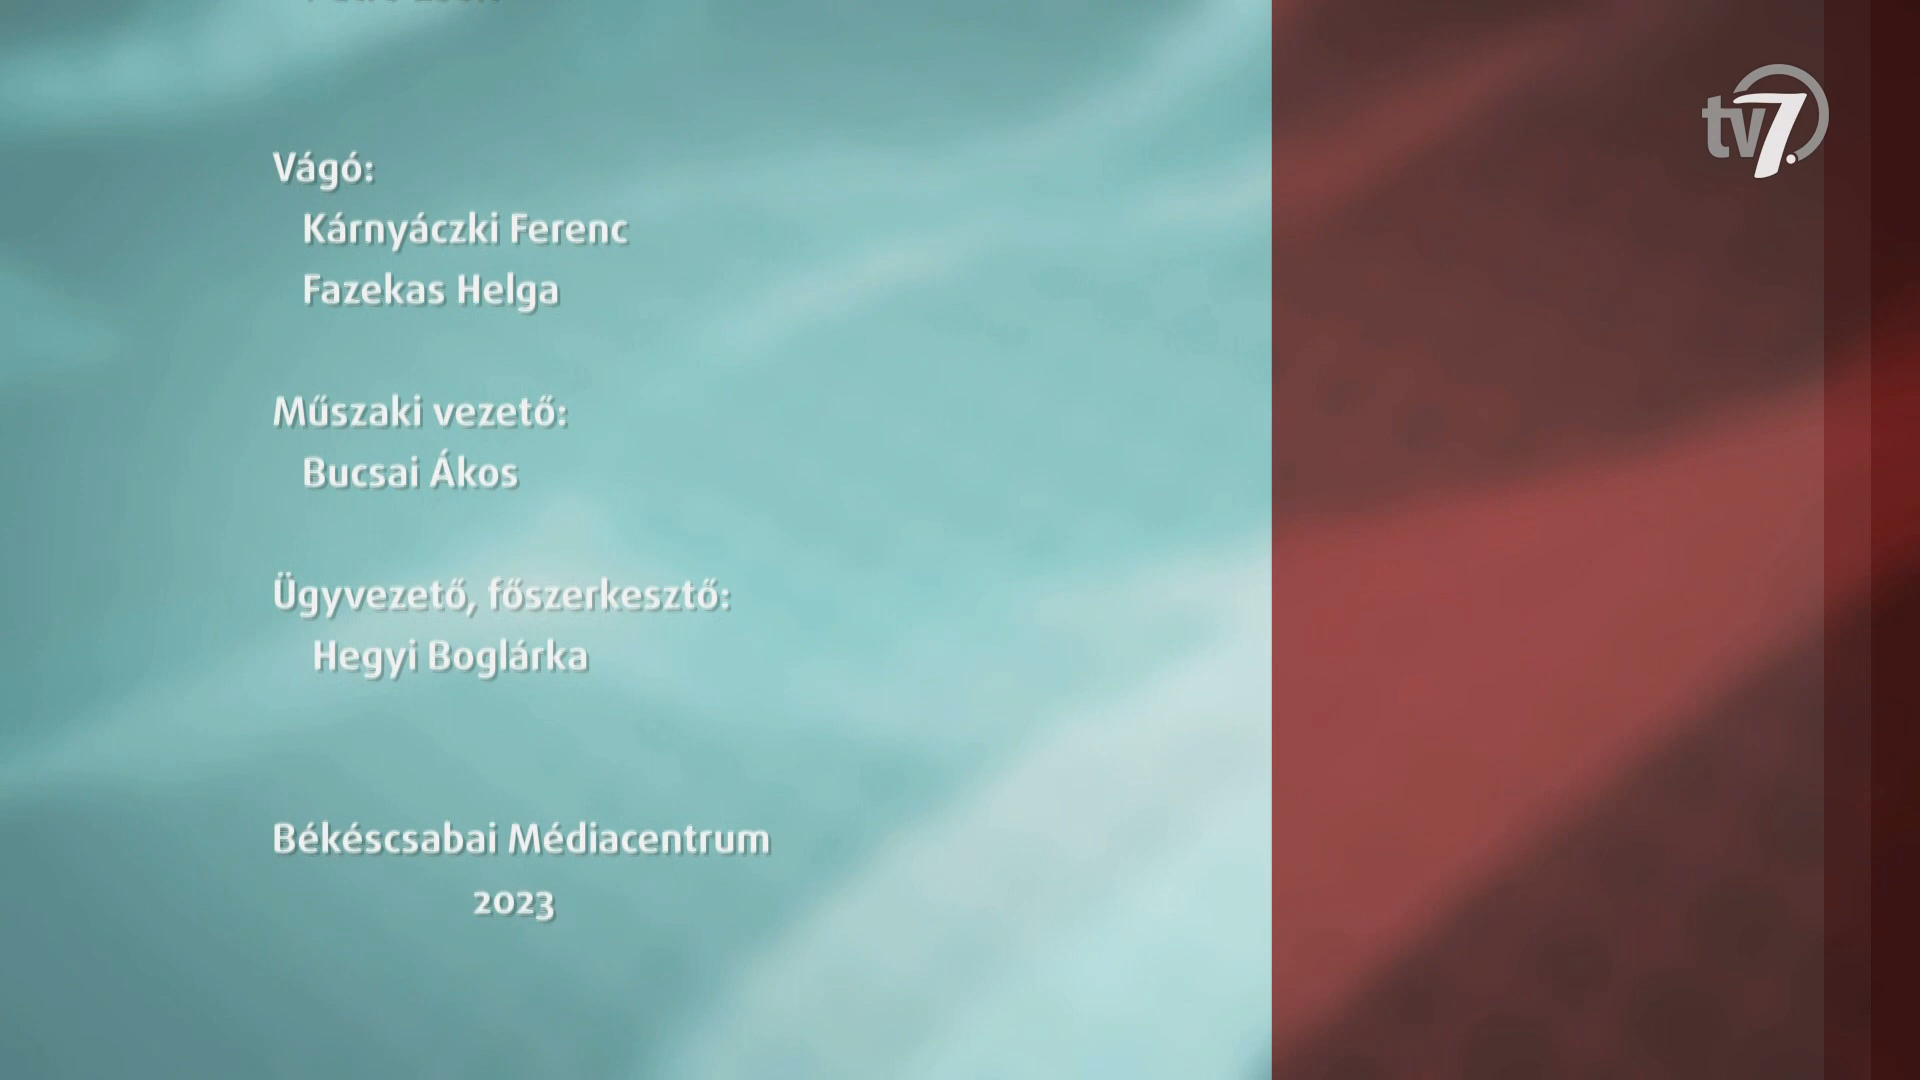 tv7.
Vágó:
Kárnyáczki Ferenc
Fazekas Helga
Műszaki vezető:
Bucsai Ákos
Ügyvezető, főszerkesztő:
Hegyi Boglárka
Békéscsabai Médiacentrum
2023